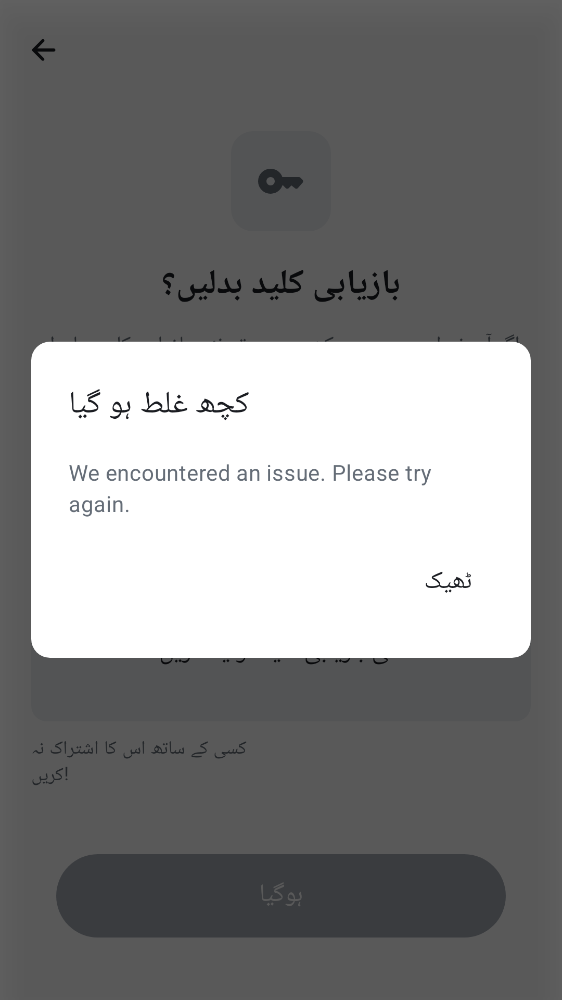 بازیابی کلید بدلیں؟
کچھ غلط ہو گیا
We encountered an issue. Please try
again.
ٹھیک
کسی کے ساتھ اس کا اشتراک نہ
کریں!
ہوگیا